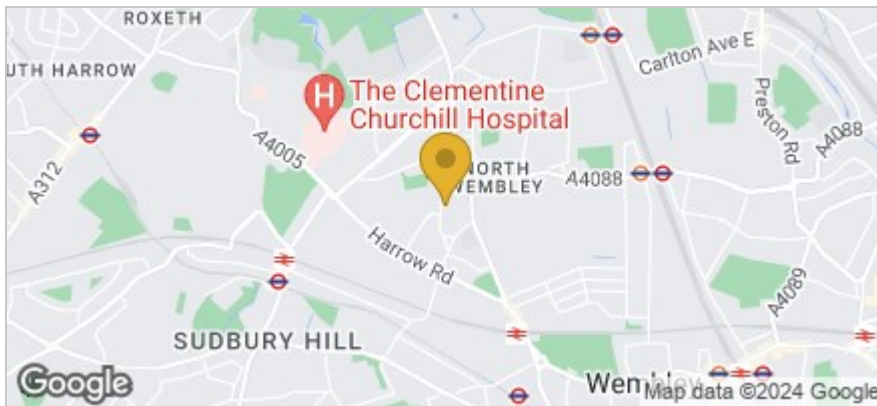 ROXETH
UTH HARROW
Carlton Ave E
The Clementine
Churchill Hospital
H
Preston Rd
A4088
A4005
A312
NORTH
WEMBLEY
A4088
Harrow Rd
A4089
SUDBURY HILL
Google
Wembley
Map data ©2024 Google